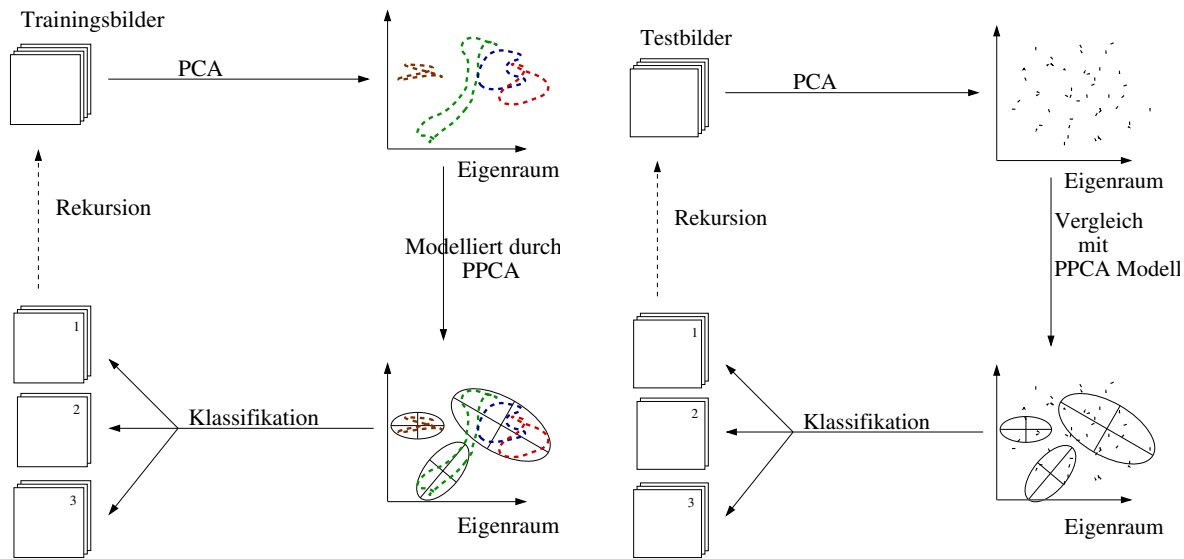 Trainingsbilder
PCA
Eigenraum
Rekursion
Modelliert durch
PPCA
1
2
Klassifikation
3
Eigenraum
Testbilder
PCA
Eigenraum
Rekursion
Vergleich
mit
PPCA Modell
1
2
Klassifikation
3
Eigenraum